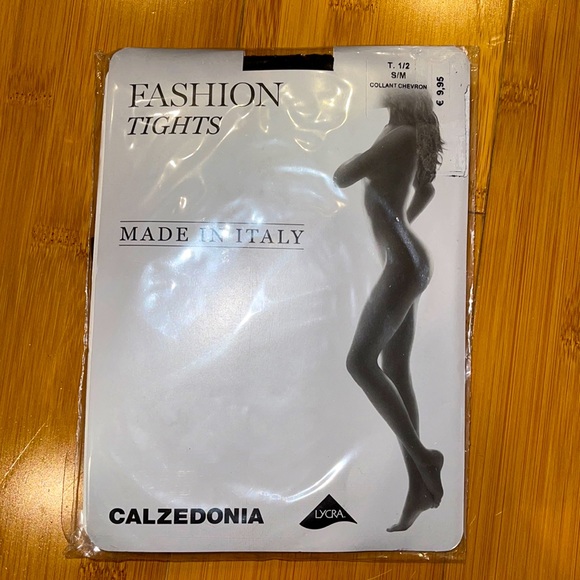 T. 1/2
S/M
COLLANT CHEVRON
€ 9,95
FASHION
TIGHTS
MADE IN ITALY
CALZEDONIA
LYCRA